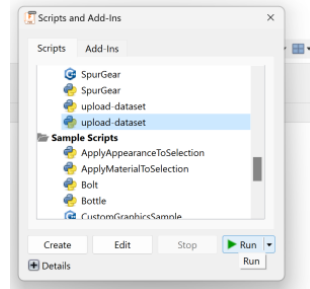 Scripts and Add-Ins
Scripts Add-Ins
SpurGear
SpurGear
upload-dataset
upload-dataset
Sample Scripts
ApplyAppearanceToSelection
ApplyMaterialToSelection
Bolt
Bottle
CustomGraphicsSample
Create Edit Stop Run
Details Run